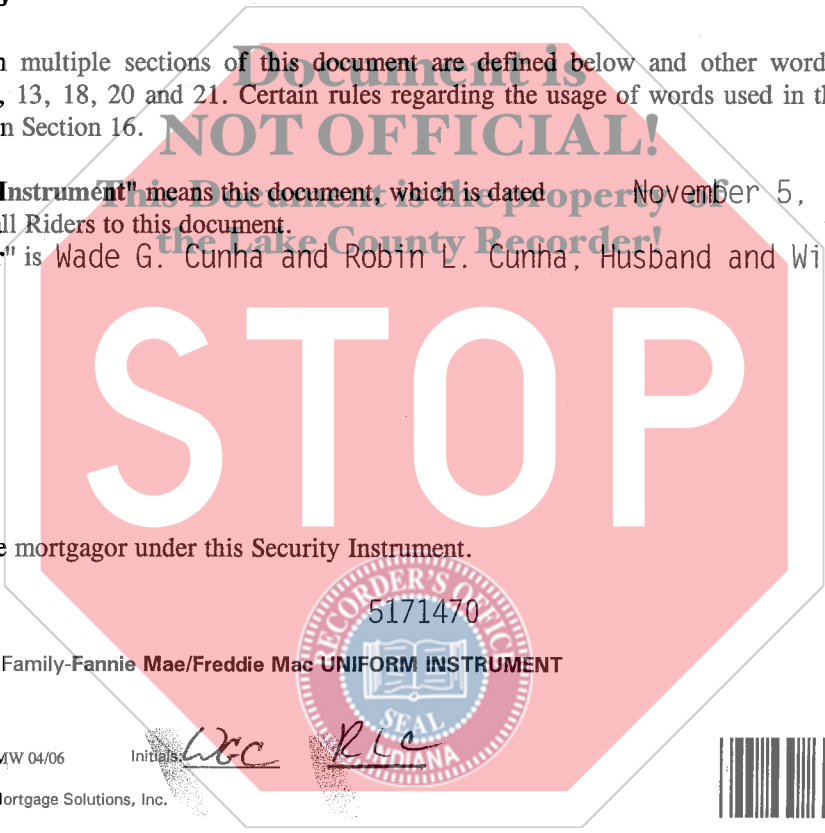 multiple sections of this document are defined below and other word
Document is
, 13, 18, 20 and 21. Certain rules regarding the usage of words used in th
n Section 16.
NOT OFFICIAL!
Instrument" means this document, which is dated November 5,
This Document is the property of
all Riders to this document.
the Lake County Recorder!
" is Wade G. Cunha and Robin L. Cunha, Husband and Wi
STOP
e mortgagor under this Security Instrument.
RECORDER'S OFFICE
5171470
Family-Fannie Mae/Freddie Mac UNIFORM INSTRUMENT
SEAL
INDIANA
MW 04/06 Initials: WGC RLC
Mortgage Solutions, Inc.